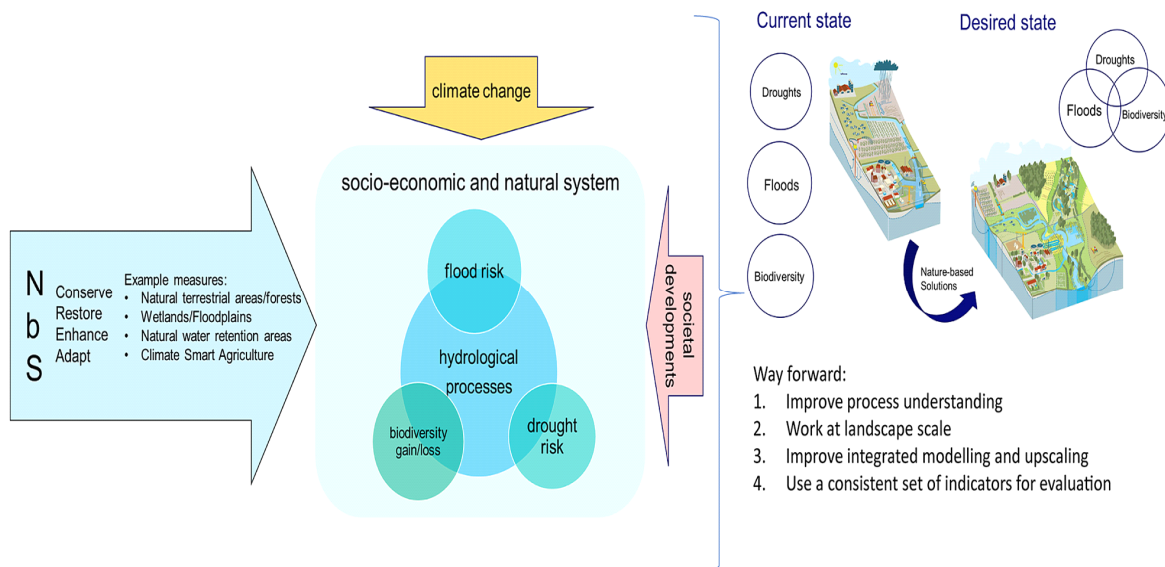 climate change
socio-economic and natural system
flood risk
hydrological
processes
biodiversity
gain/loss
drought
risk
societal
developments
N
b
S
Conserve
Restore
Enhance
Adapt
Example measures:
• Natural terrestrial areas/forests
• Wetlands/Floodplains
• Natural water retention areas
• Climate Smart Agriculture
Current state
Droughts
Floods
Biodiversity
Desired state
Droughts
Floods
Biodiversity
Nature-based
Solutions
Way forward:
1. Improve process understanding
2. Work at landscape scale
3. Improve integrated modelling and upscaling
4. Use a consistent set of indicators for evaluation